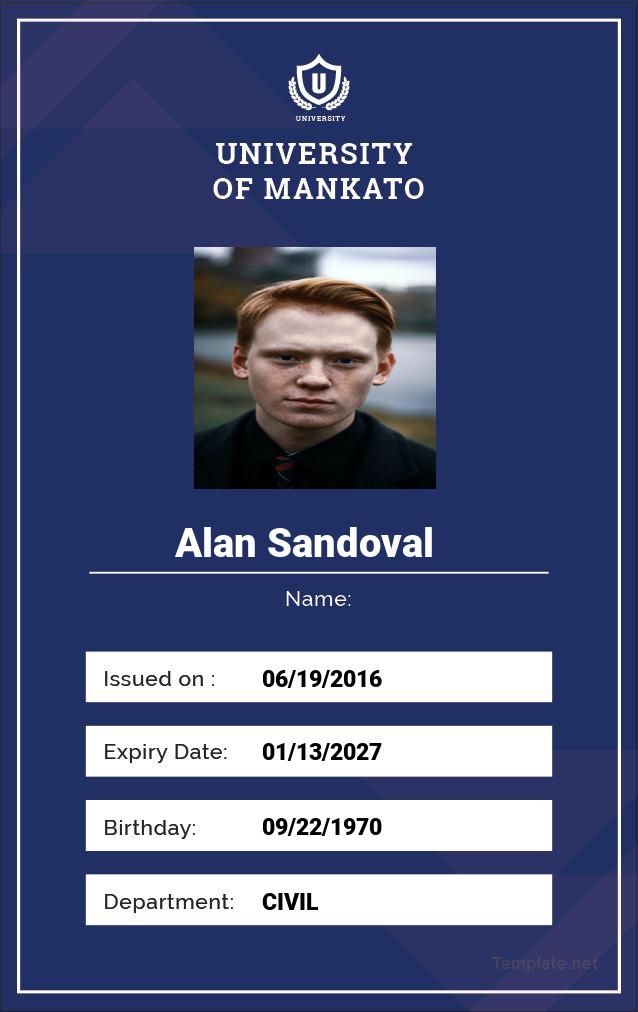 U
UNIVERSITY
UNIVERSITY
OF MANKATO
Alan Sandoval
Name:
Issued on : 06/19/2016
Expiry Date: 01/13/2027
Birthday: 09/22/1970
Department: CIVIL
Template.net